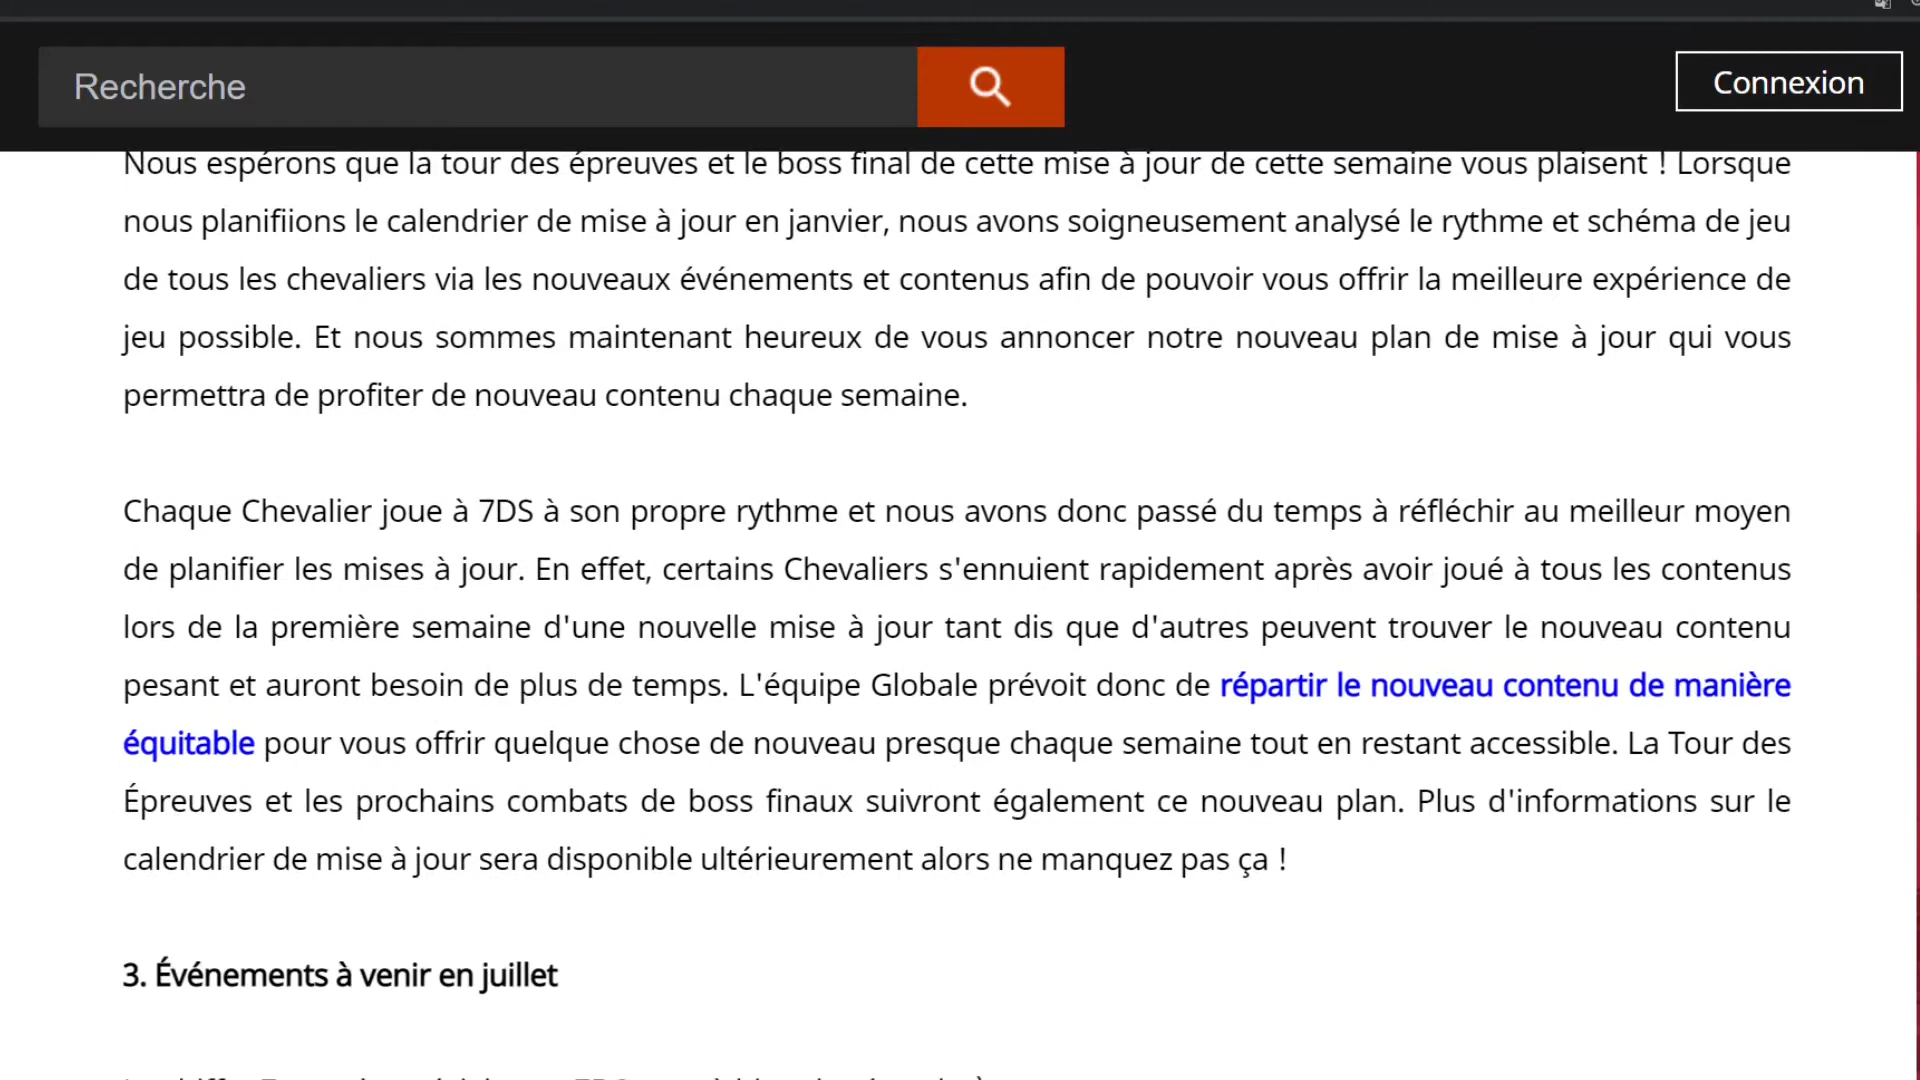 Recherche
Connexion
Nous espérons que la tour des épreuves et le boss final de cette mise à jour de cette semaine vous plaisent ! Lorsque
nous planifiions le calendrier de mise à jour en janvier, nous avons soigneusement analysé le rythme et schéma de jeu
de tous les chevaliers via les nouveaux événements et contenus afin de pouvoir vous offrir la meilleure expérience de
jeu possible. Et nous sommes maintenant heureux de vous annoncer notre nouveau plan de mise à jour qui vous
permettra de profiter de nouveau contenu chaque semaine.
Chaque Chevalier joue à 7DS à son propre rythme et nous avons donc passé du temps à réfléchir au meilleur moyen
de planifier les mises à jour. En effet, certains Chevaliers s'ennuient rapidement après avoir joué à tous les contenus
lors de la première semaine d'une nouvelle mise à jour tant dis que d'autres peuvent trouver le nouveau contenu
pesant et auront besoin de plus de temps. L'équipe Globale prévoit donc de répartir le nouveau contenu de manière
équitable pour vous offrir quelque chose de nouveau presque chaque semaine tout en restant accessible. La Tour des
Épreuves et les prochains combats de boss finaux suivront également ce nouveau plan. Plus d'informations sur le
calendrier de mise à jour sera disponible ultérieurement alors ne manquez pas ça !
3. Événements à venir en juillet